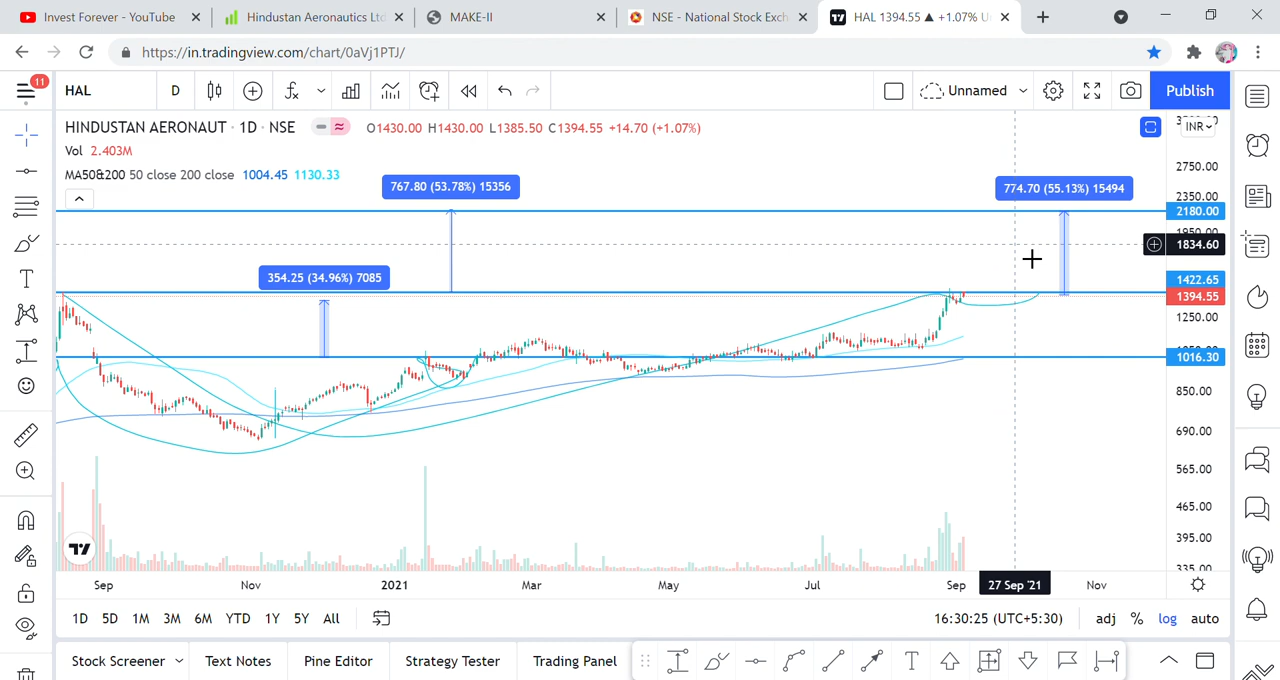 Invest Forever - YouTube
Hindustan Aeronautics Ltd
MAKE-II
NSE - National Stock Exch
HAL 1394.55 ▲ +1.07% U
https://in.tradingview.com/chart/0aVj1PTJ/
11
HAL
D
Unnamed
Publish
HINDUSTAN AERONAUT · 1D · NSE
O1430.00 H1430.00 L1385.50 C1394.55 +14.70 (+1.07%)
INR
Vol 2.403M
MA50&200 50 close 200 close 1004.45 1130.33
2750.00
767.80 (53.78%) 15356
774.70 (55.13%) 15494
2350.00
2180.00
1834.60
354.25 (34.96%) 7085
1422.65
1394.55
1250.00
1016.30
850.00
690.00
565.00
465.00
395.00
335.00
Sep
Nov
2021
Mar
May
Jul
Sep
27 Sep '21
Nov
1D
5D
1M
3M
6M
YTD
1Y
5Y
All
16:30:25 (UTC+5:30)
adj
%
log
auto
Stock Screener
Text Notes
Pine Editor
Strategy Tester
Trading Panel